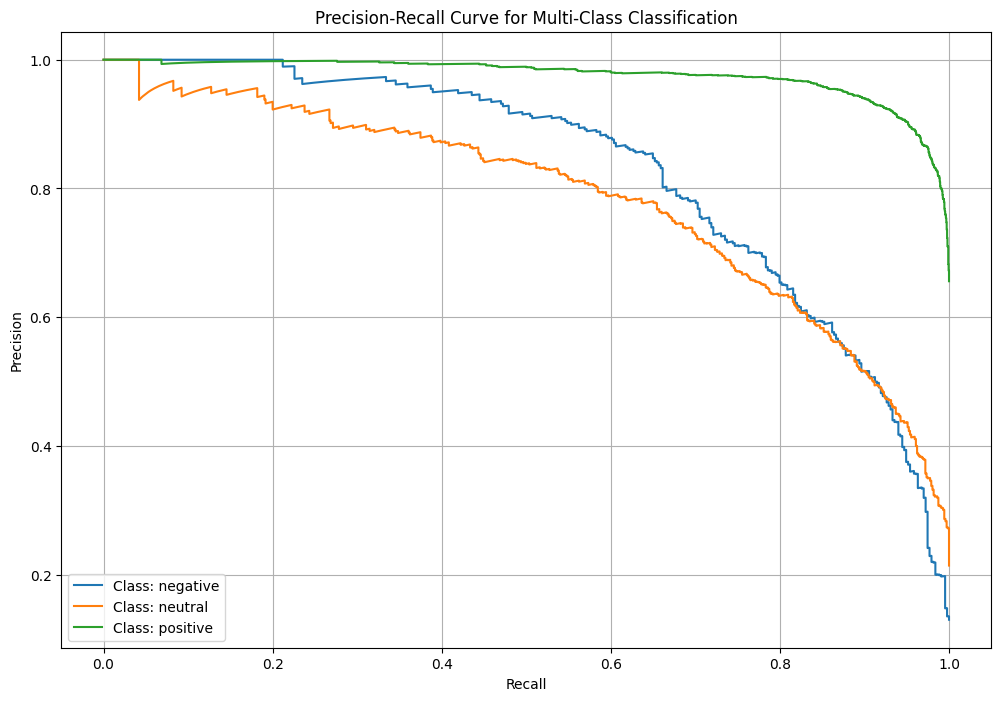 Precision-Recall Curve for Multi-Class Classification
1.0
0.8
0.6
0.4
0.2
Precision
Class: negative
Class: neutral
Class: positive
0.0
0.2
0.4
0.6
0.8
1.0
Recall